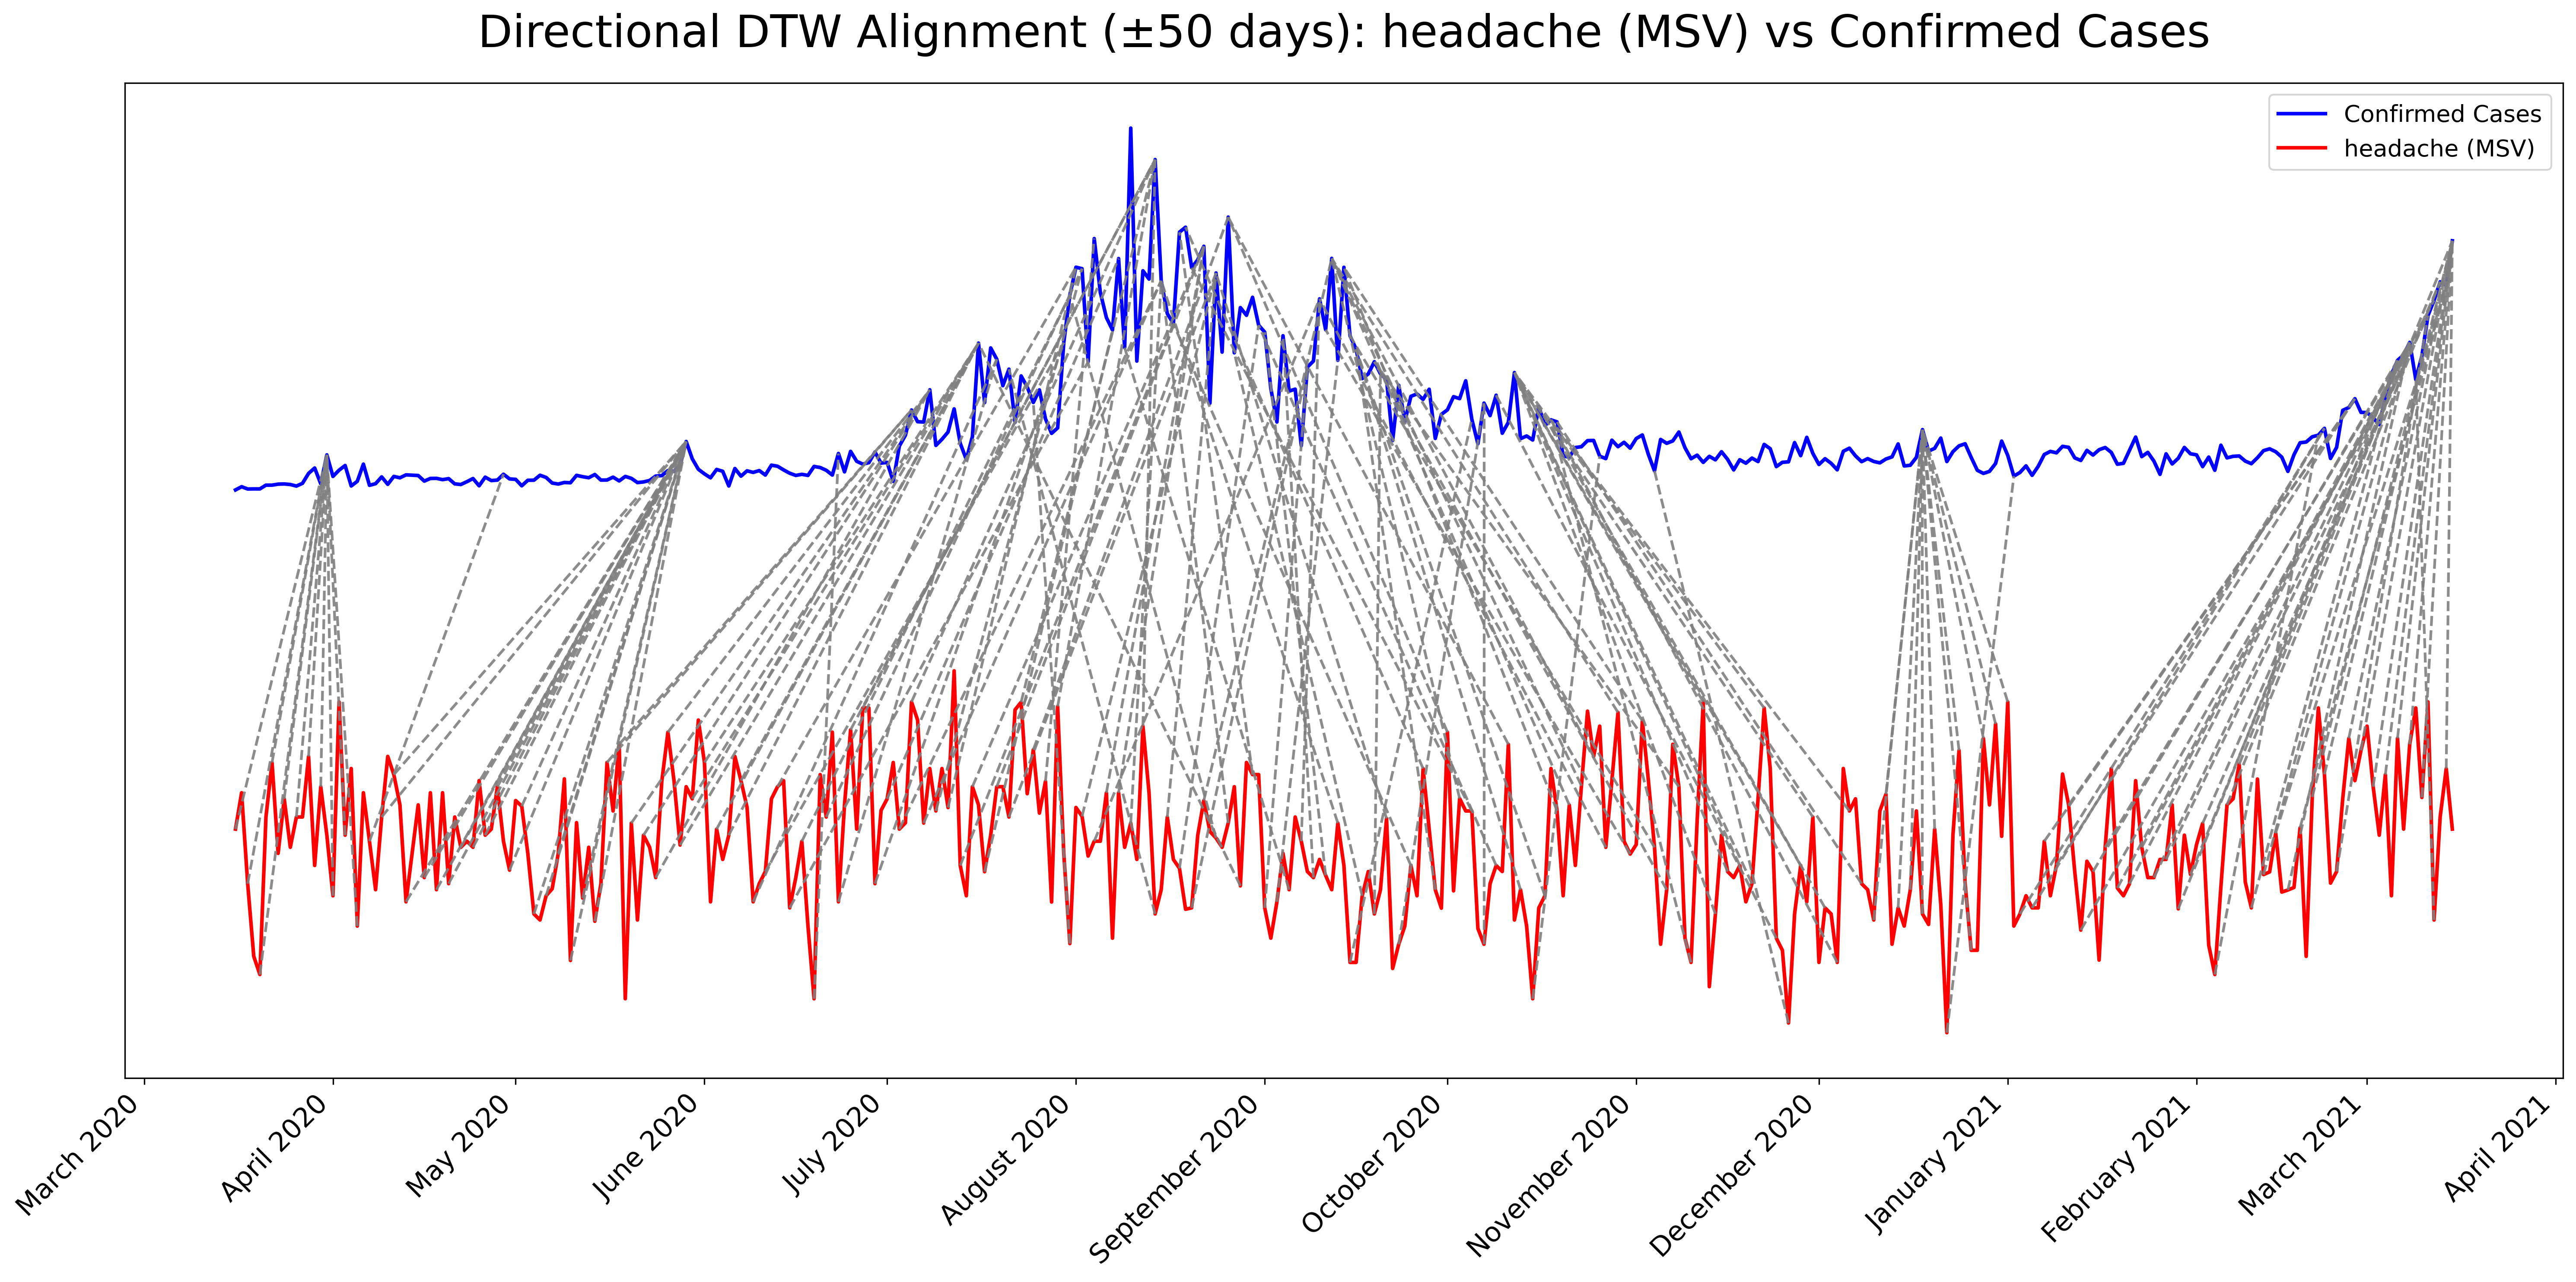 Directional DTW Alignment (±50 days): headache (MSV) vs Confirmed Cases
Confirmed Cases
headache (MSV)
March 2020
April 2020
May 2020
June 2020
July 2020
August 2020
September 2020
October 2020
November 2020
December 2020
January 2021
February 2021
March 2021
April 2021